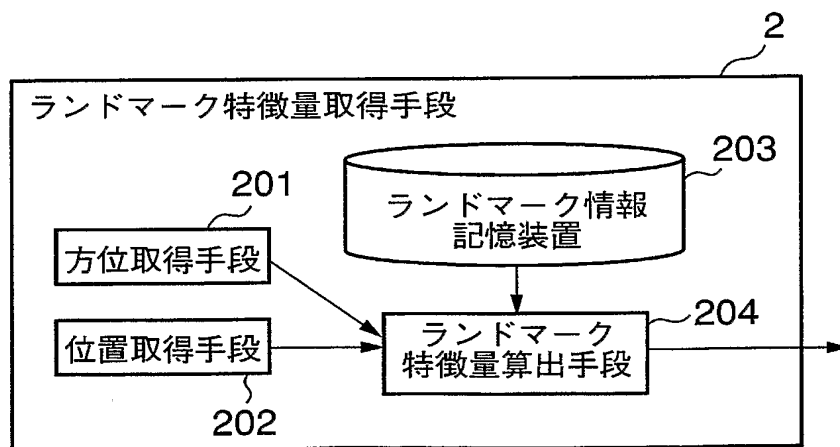 2
ランドマーク特徴量取得手段
203
201
ランドマーク情報
記憶装置
方位取得手段
204
ランドマーク
特徴量算出手段
位置取得手段
202